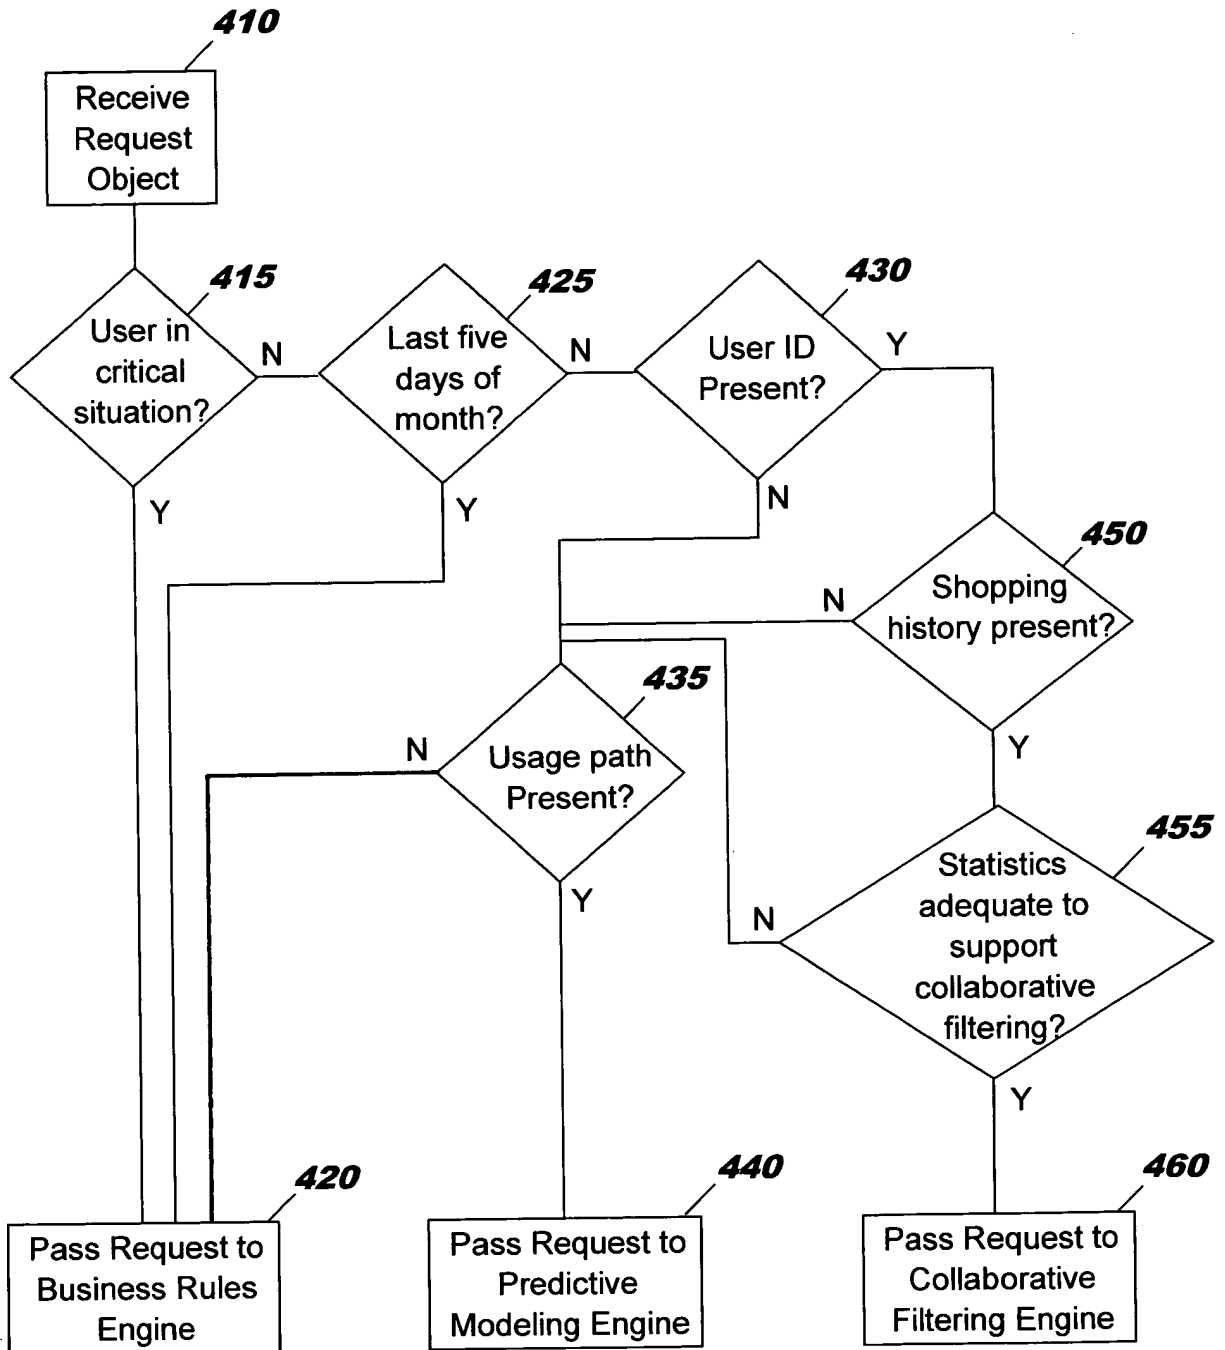 410
Receive
Request
Object
415
User in
critical
situation?
N
Y
425
Last five
days of
month?
N
Y
430
User ID
Present?
Y
N
450
Shopping
history present?
N
Y
435
Usage path
Present?
N
Y
455
Statistics
adequate to
support
collaborative
filtering?
N
Y
420
Pass Request to
Business Rules
Engine
440
Pass Request to
Predictive
Modeling Engine
460
Pass Request to
Collaborative
Filtering Engine